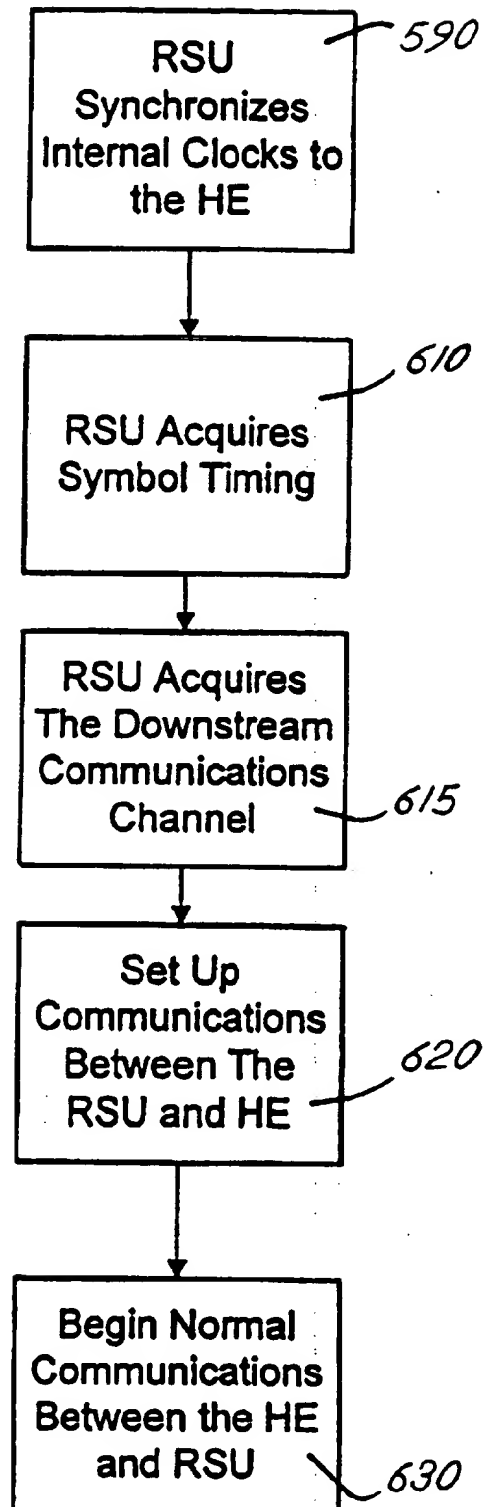 590
RSU
Synchronizes
Internal Clocks to
the HE
610
RSU Acquires
Symbol Timing
RSU Acquires
The Downstream
Communications
Channel
615
Set Up
Communications
Between The
RSU and HE
620
Begin Normal
Communications
Between the HE
and RSU
630